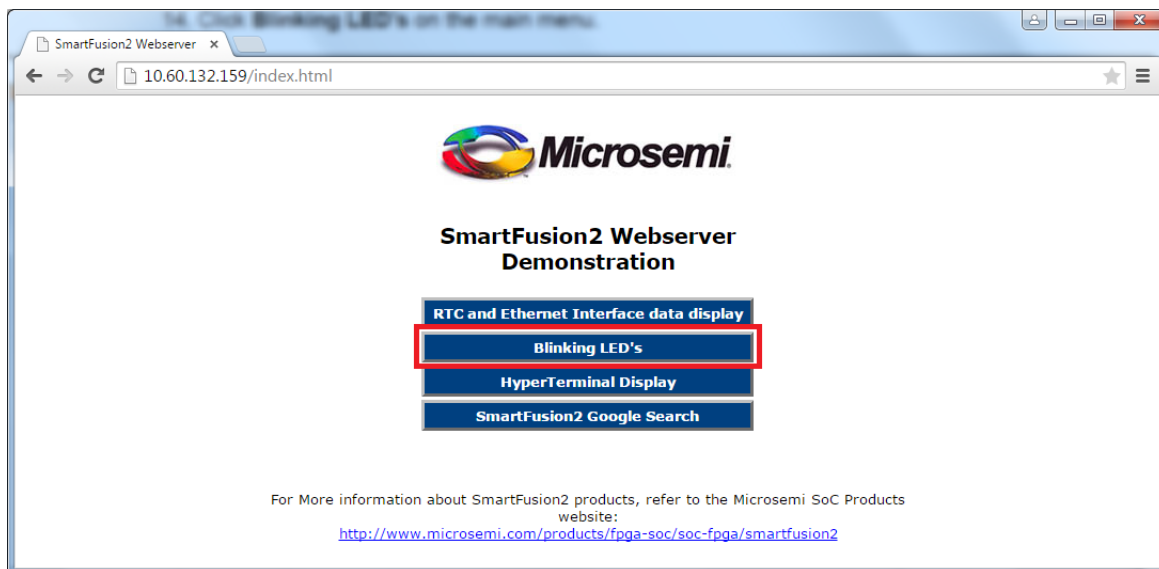 14. Click Blinking LED's on the main menu.
SmartFusion2 Webserver
10.60.132.159/index.html
Microsemi
SmartFusion2 Webserver
Demonstration
RTC and Ethernet Interface data display
Blinking LED's
HyperTerminal Display
SmartFusion2 Google Search
For More information about SmartFusion2 products, refer to the Microsemi SoC Products
website:
http://www.microsemi.com/products/fpga-soc/soc-fpga/smartfusion2